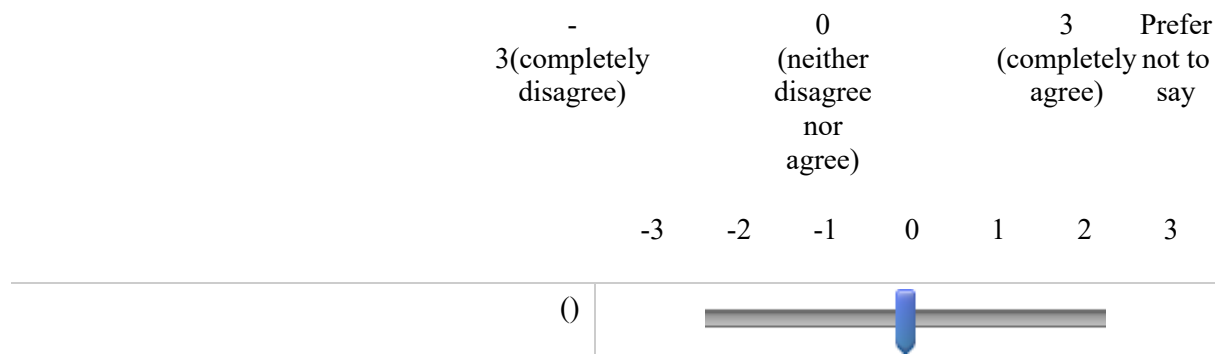 - 0 3 Prefer
3(completely (neither (completely not to
disagree) disagree agree) say
nor
agree)
-3 -2 -1 0 1 2 3
()